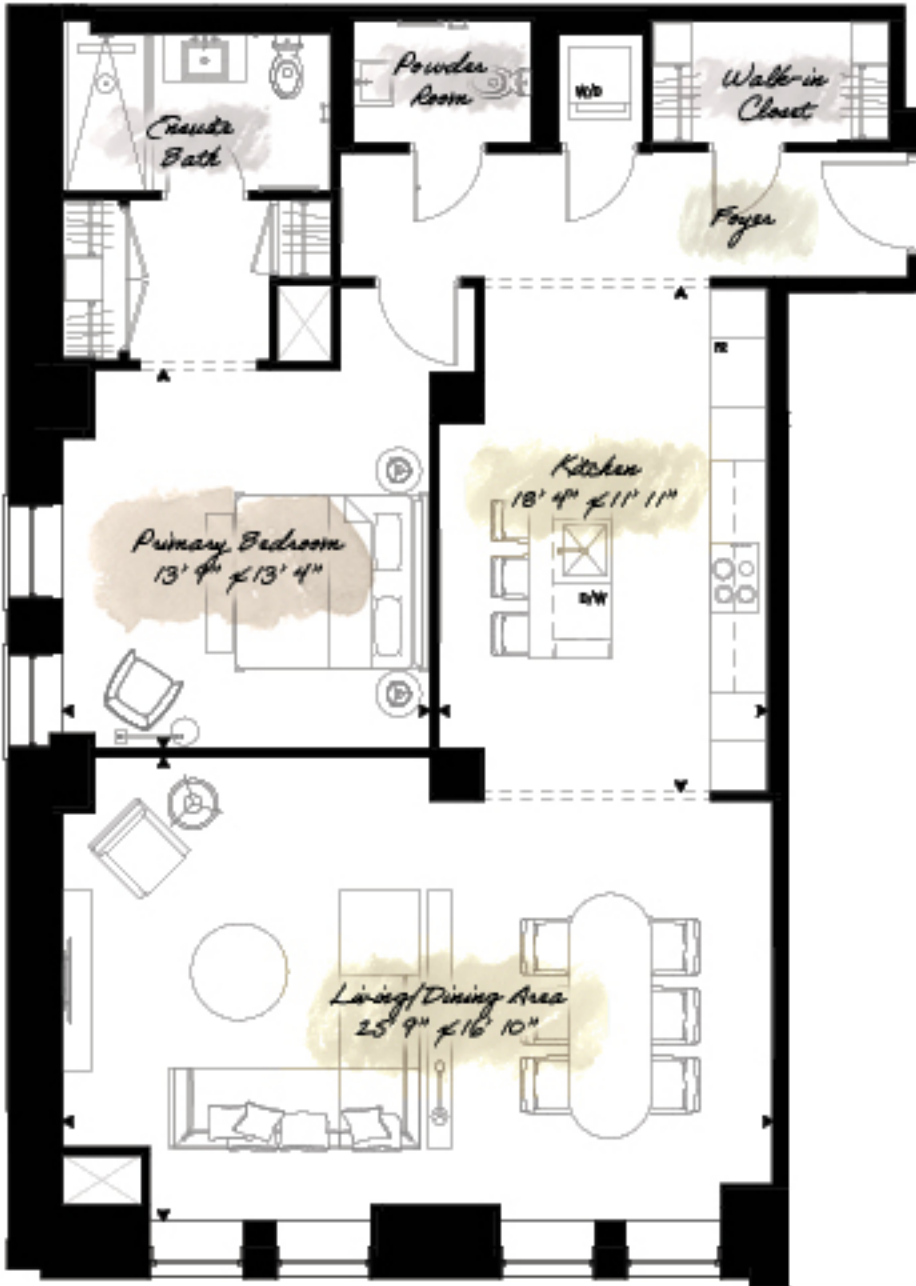 Powder
Room
W/D
Walk-in
Closet
Ensuite
Bath
Foyer
Kitchen
18' 4" x 11' 11"
Primary Bedroom
13' 9" x 13' 4"
D/W
Living/Dining Area
25' 9" x 16' 10"